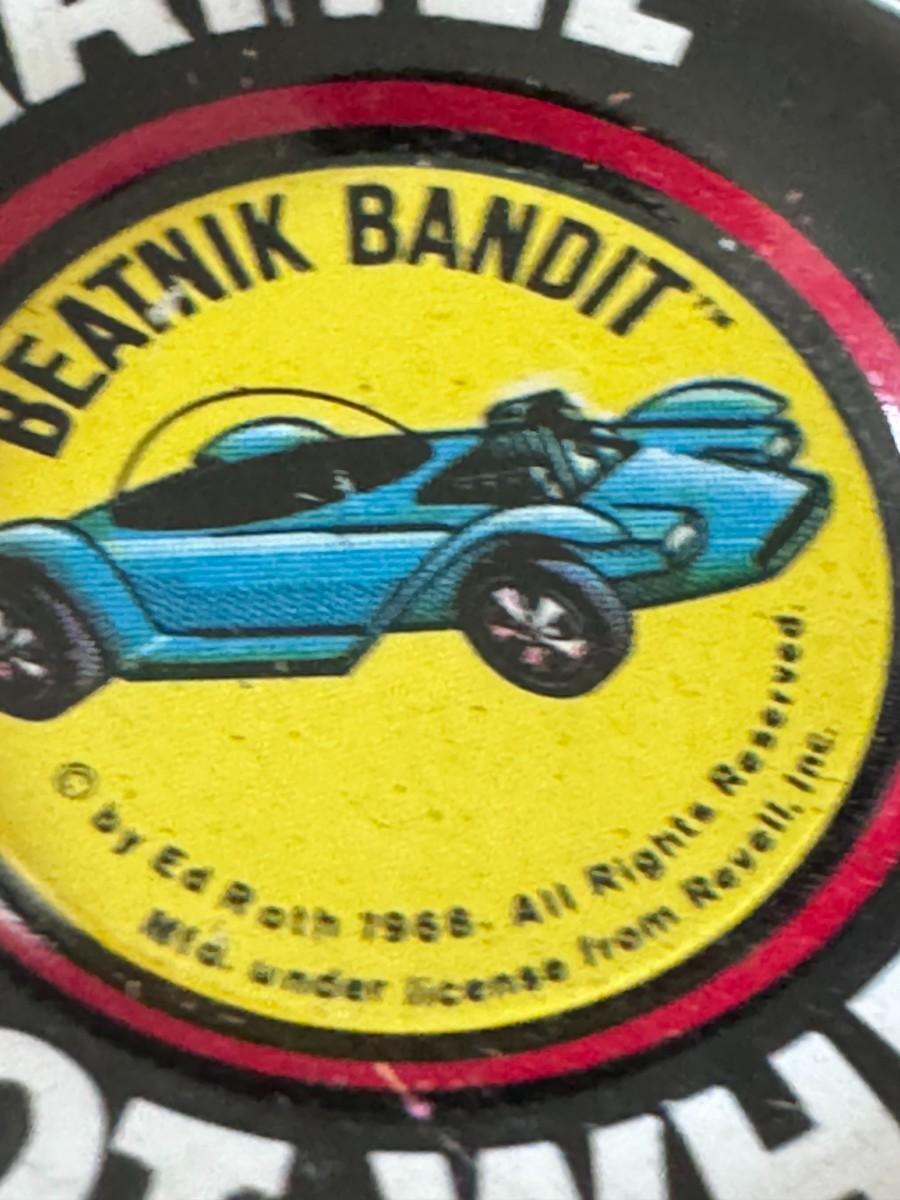 BEATNIK BANDIT™
© by Ed Roth 1968. All Rights Reserved.
Mfd. under license from Revell, Inc.